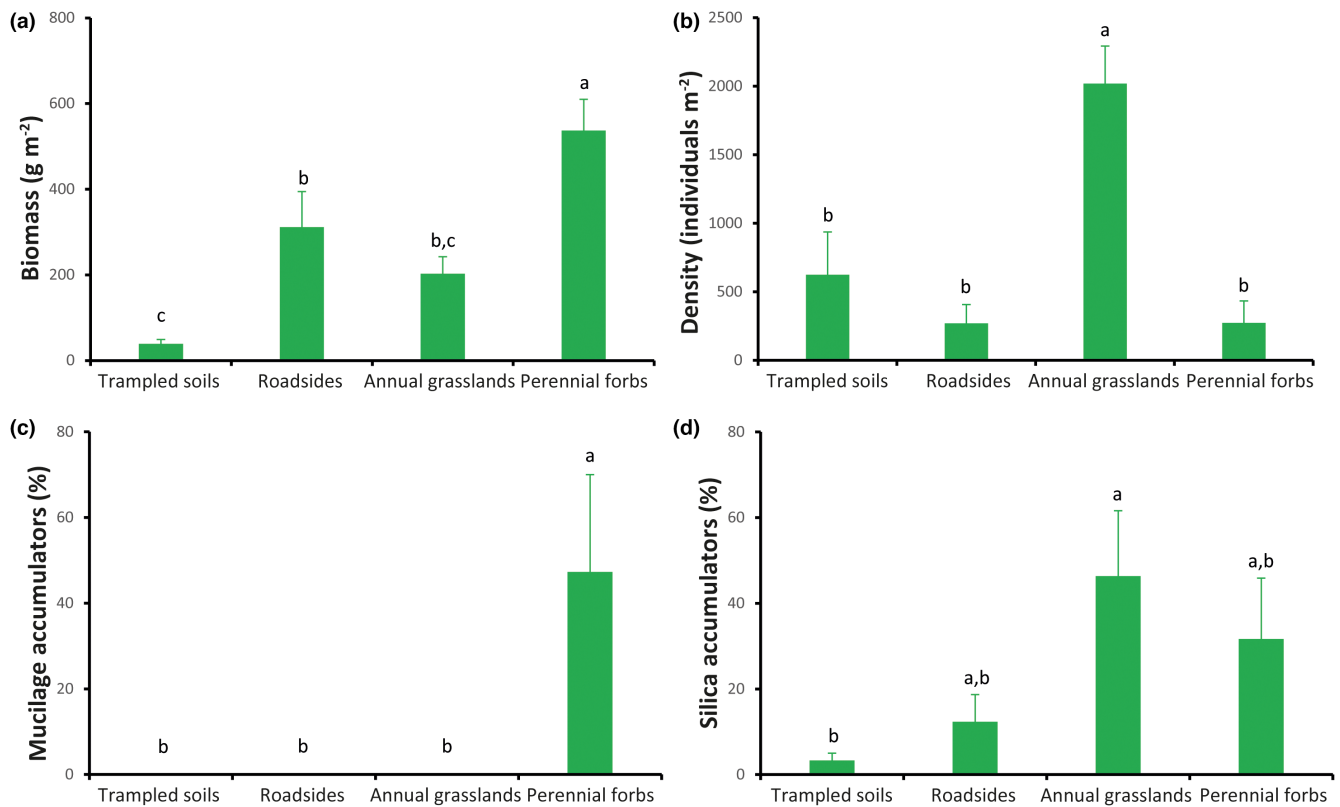 (a)
Biomass (g m⁻²)
800
600
400
200
0
c
b
b,c
a
Trampled soils
Roadsides
Annual grasslands
Perennial forbs
(b)
Density (individuals m⁻²)
2500
2000
1500
1000
500
0
b
b
a
b
Trampled soils
Roadsides
Annual grasslands
Perennial forbs
(c)
Mucilage accumulators (%)
80
60
40
20
0
b
b
b
a
Trampled soils
Roadsides
Annual grasslands
Perennial forbs
(d)
Silica accumulators (%)
80
60
40
20
0
b
a,b
a
a,b
Trampled soils
Roadsides
Annual grasslands
Perennial forbs